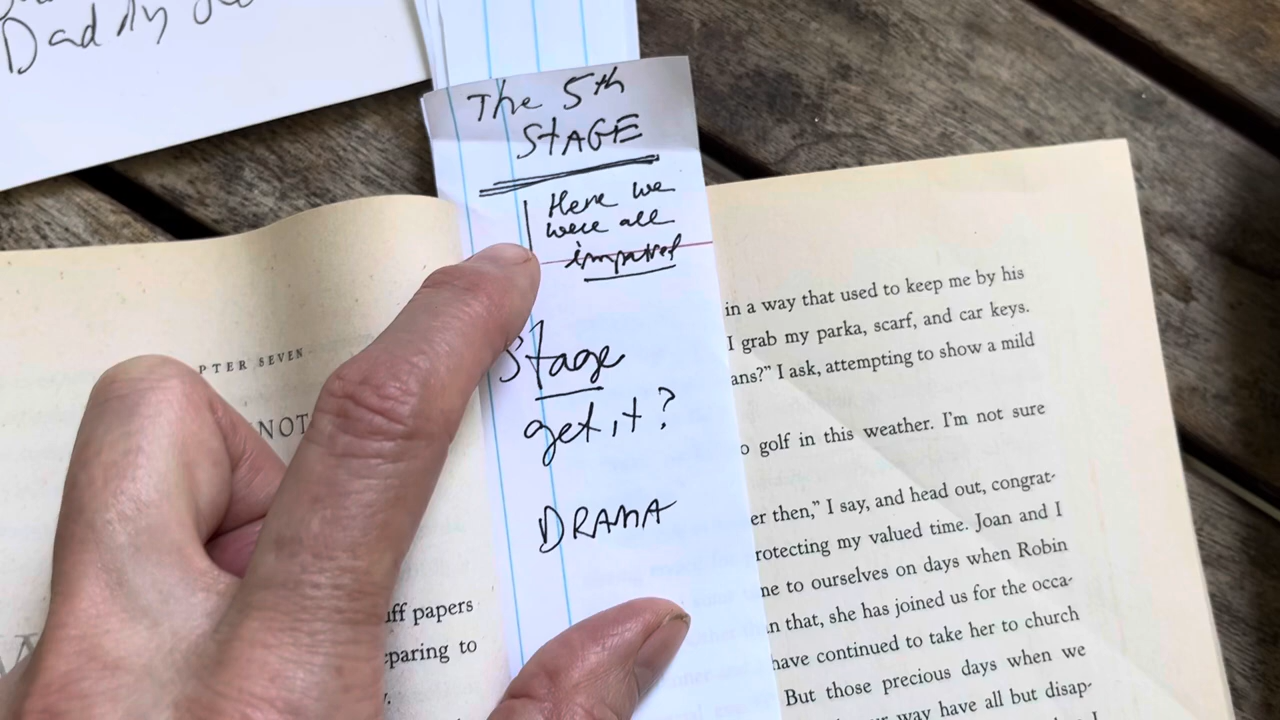 Daddy
The 5th
STAGE
Here we
were all
Stage
get it?
DRAMA
PTER SEVEN
NOT
uff papers
eparing to
in a way that used to keep me by his
I grab my parka, scarf, and car keys.
ans?" I ask, attempting to show a mild
o golf in this weather. I'm not sure
er then," I say, and head out, congrat-
rotecting my valued time. Joan and I
me to ourselves on days when Robin
n that, she has joined us for the occa-
have continued to take her to church
But those precious days when we
way have all but disap-